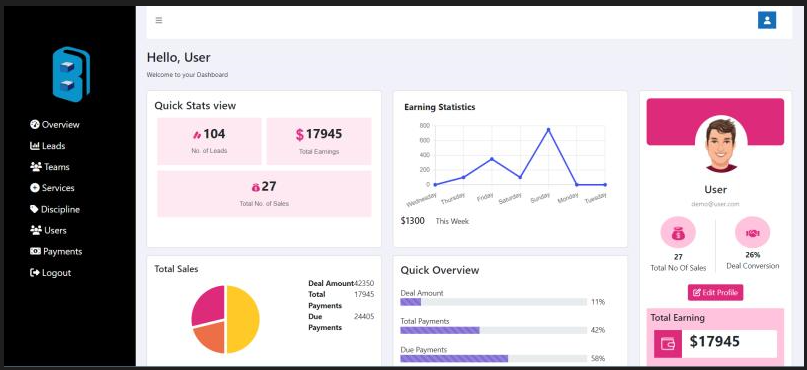 Hello, User
Welcome to your Dashboard
Overview
Leads
Teams
Services
Discipline
Users
Payments
Logout
Quick Stats view
104
No. of Leads
$17945
Total Earnings
27
Total No. of Sales
Earning Statistics
800
600
400
200
0
Wednesday Thursday Friday Saturday Sunday Monday Tuesday
$1300 This Week
User
demo@user.com
27
Total No Of Sales
26%
Deal Conversion
Edit Profile
Total Earning
$17945
Total Sales
Deal Amount42350
Total 17945
Payments
Due 24405
Payments
Quick Overview
Deal Amount
11%
Total Payments
42%
Due Payments
58%